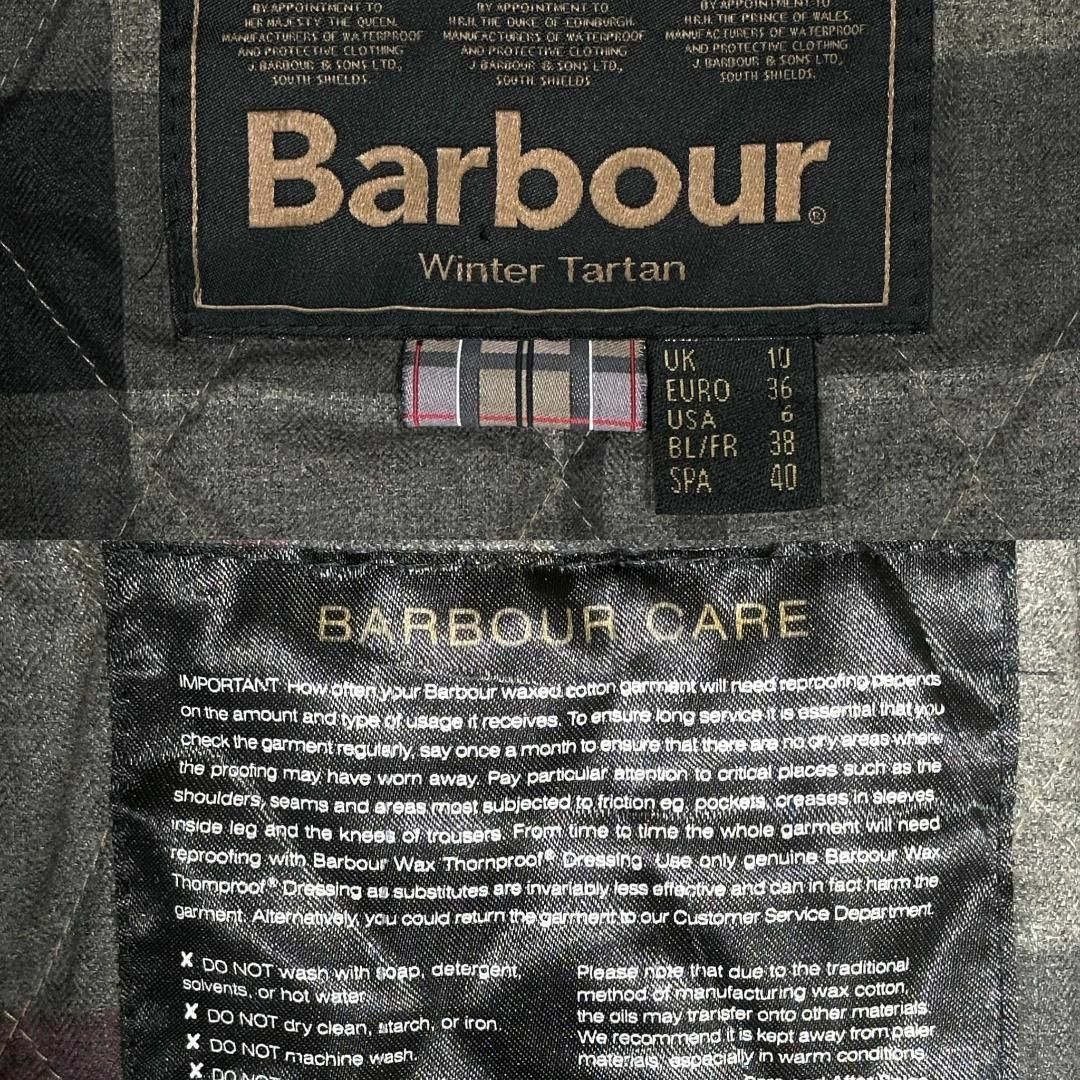 BY APPOINTMENT TO
HER MAJESTY THE QUEEN.
MANUFACTURERS OF WATERPROOF
AND PROTECTIVE CLOTHING
J. BARBOUR & SONS LTD.,
SOUTH SHIELDS
BY APPOINTMENT TO
H.R.H. THE DUKE OF EDINBURGH.
MANUFACTURERS OF WATERPROOF
AND PROTECTIVE CLOTHING
J. BARBOUR & SONS LTD.,
SOUTH SHIELDS
BY APPOINTMENT TO
H.R.H. THE PRINCE OF WALES.
MANUFACTURERS OF WATERPROOF
AND PROTECTIVE CLOTHING
J. BARBOUR & SONS LTD,
SOUTH SHIELDS.
Barbour®
Winter Tartan
UK 10
EURO 36
USA 6
BL/FR 38
SPA 40
BARBOUR CARE
IMPORTANT How often your Barbour waxed cotton garment will need reproofing depends
on the amount and type of usage it receives. To ensure long service it is essential that you
check the garment regularly, say once a month to ensure that there are no dry areas where
the proofing may have worn away. Pay particular attention to critical places such as the
shoulders, seams and areas most subjected to friction eg. pockets, creases in sleeves,
inside leg and the knees of trousers. From time to time the whole garment will need
reproofing with Barbour Wax Thornproof® Dressing. Use only genuine Barbour Wax
Thornproof® Dressing as substitutes are invariably less effective and can in fact harm the
garment. Alternatively, you could return the garment to our Customer Service Department.
✗ DO NOT wash with soap, detergent,
solvents, or hot water
✗ DO NOT dry clean, starch, or iron.
✗ DO NOT machine wash.
✗ DO NOT
Please note that due to the traditional
method of manufacturing wax cotton,
the oils may transfer onto other materials.
We recommend it is kept away from paler
materials, especially in warm conditions.